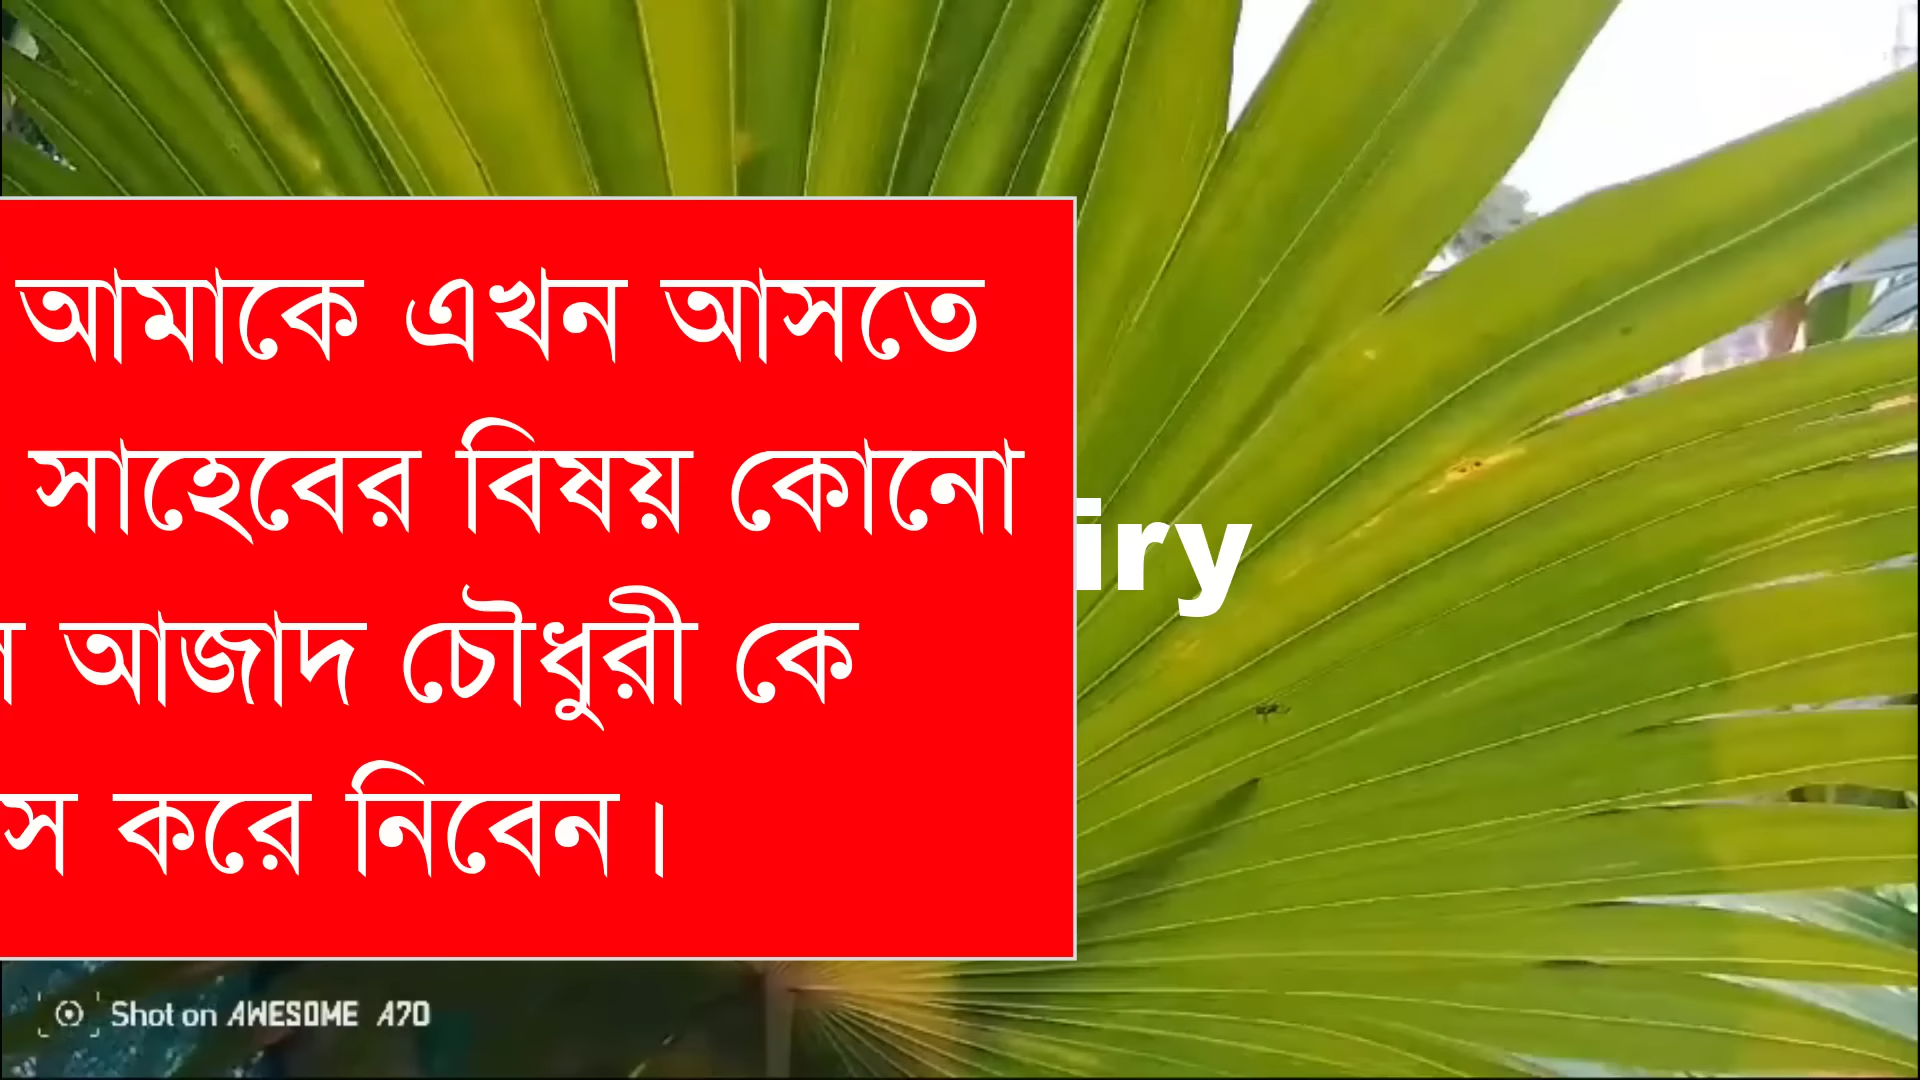 আমাকে এখন আসতে
সাহেবের বিষয় কোনো
iry
আজাদ চৌধুরী কে
করে নিবেন।
Shot on AWESOME A70